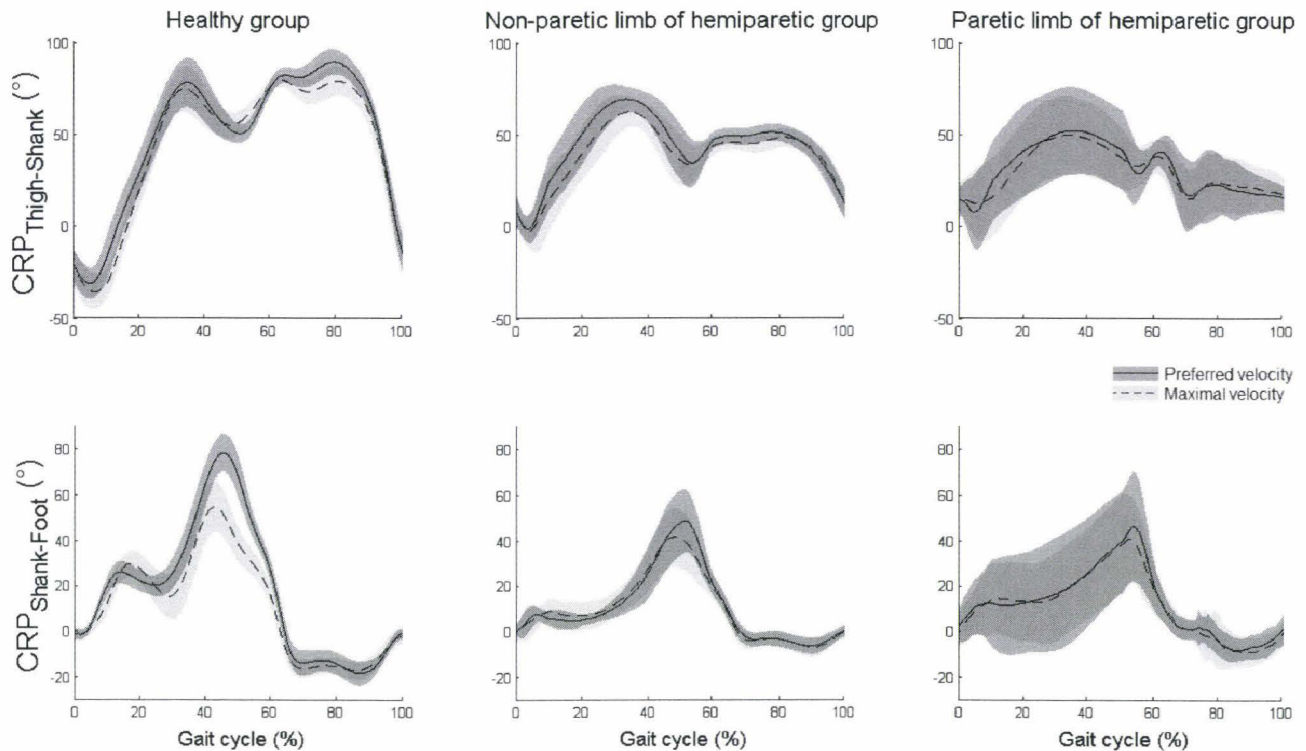 Healthy group
Non-paretic limb of hemiparetic group
Paretic limb of hemiparetic group
CRP Thigh-Shank (°)
100
50
0
-50
0 20 40 60 80 100
100
50
0
-50
0 20 40 60 80 100
100
50
0
-50
0 20 40 60 80 100
Preferred velocity
Maximal velocity
CRP Shank-Foot (°)
80
60
40
20
0
-20
0 20 40 60 80 100
Gait cycle (%)
80
60
40
20
0
-20
0 20 40 60 80 100
Gait cycle (%)
80
60
40
20
0
-20
0 20 40 60 80 100
Gait cycle (%)